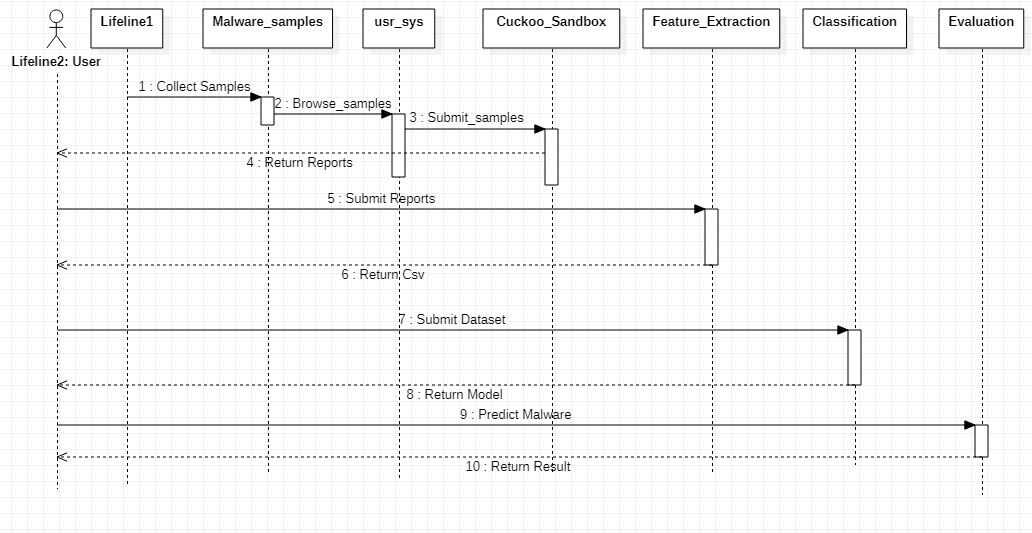 Lifeline1
Malware_samples
usr_sys
Cuckoo_Sandbox
Feature_Extraction
Classification
Evaluation
Lifeline2: User
1 : Collect Samples
2 : Browse_samples
3 : Submit_samples
4 : Return Reports
5 : Submit Reports
6 : Return Csv
7 : Submit Dataset
8 : Return Model
9 : Predict Malware
10 : Return Result